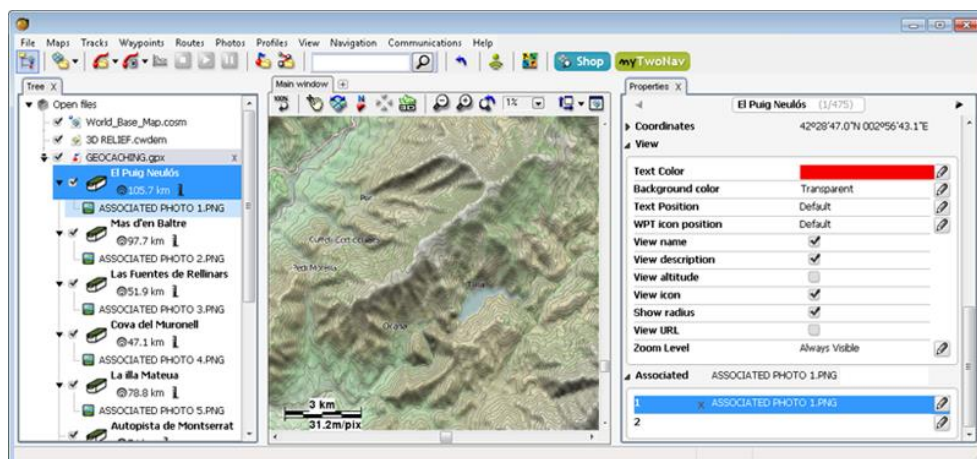 File Maps Tracks Waypoints Routes Photos Profiles View Navigation Communications Help
Shop
myTwoNav
Tree X
Open files
World_Base_Map.cosm
3D RELIEF.cwdem
GEOCACHING.gpx x
El Puig Neulós
105.7 km
ASSOCIATED PHOTO 1.PNG
Mas d'en Baltre
97.7 km
ASSOCIATED PHOTO 2.PNG
Las Fuentes de Rellinars
51.9 km
ASSOCIATED PHOTO 3.PNG
Cova del Muronell
47.1 km
ASSOCIATED PHOTO 4.PNG
La illa Mateua
78.8 km
ASSOCIATED PHOTO 5.PNG
Autopista de Montserrat
Main window
100%
1%
Oraña
3 km
31.2m/pix
Properties X
El Puig Neulós (1/475)
Coordinates 42º28'47.0"N 002º56'43.1"E
View
Text Color
Background color Transparent
Text Position Default
WPT icon position Default
View name
View description
View altitude
View icon
Show radius
View URL
Zoom Level Always Visible
Associated ASSOCIATED PHOTO 1.PNG
1 x ASSOCIATED PHOTO 1.PNG
2